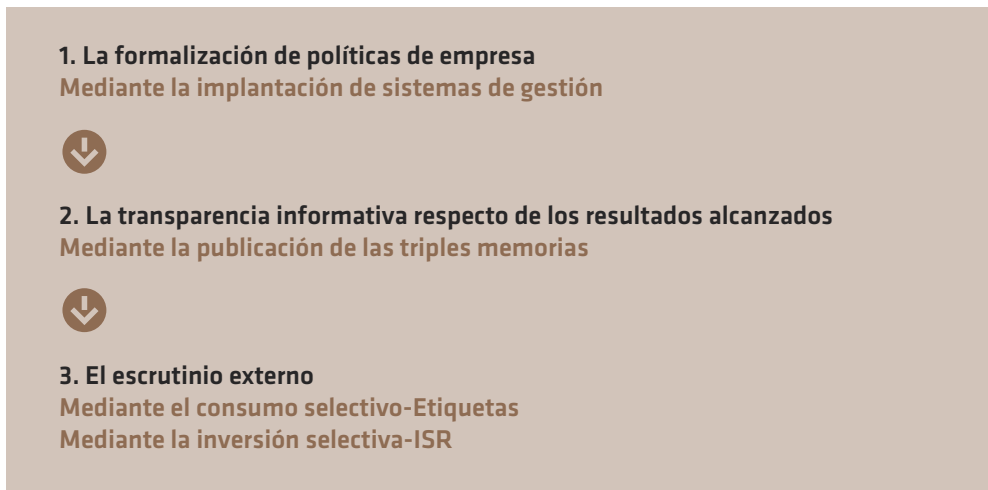 1. La formalización de políticas de empresa
Mediante la implantación de sistemas de gestión
2. La transparencia informativa respecto de los resultados alcanzados
Mediante la publicación de las triples memorias
3. El escrutinio externo
Mediante el consumo selectivo-Etiquetas
Mediante la inversión selectiva-ISR